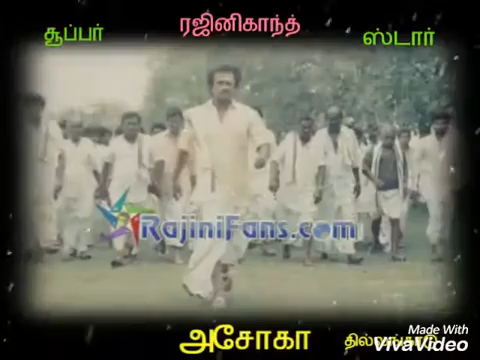 சூப்பர் ரஜினிகாந்த் ஸ்டார்
RajiniFans.com
அசோகா
Made With
VivaVideo